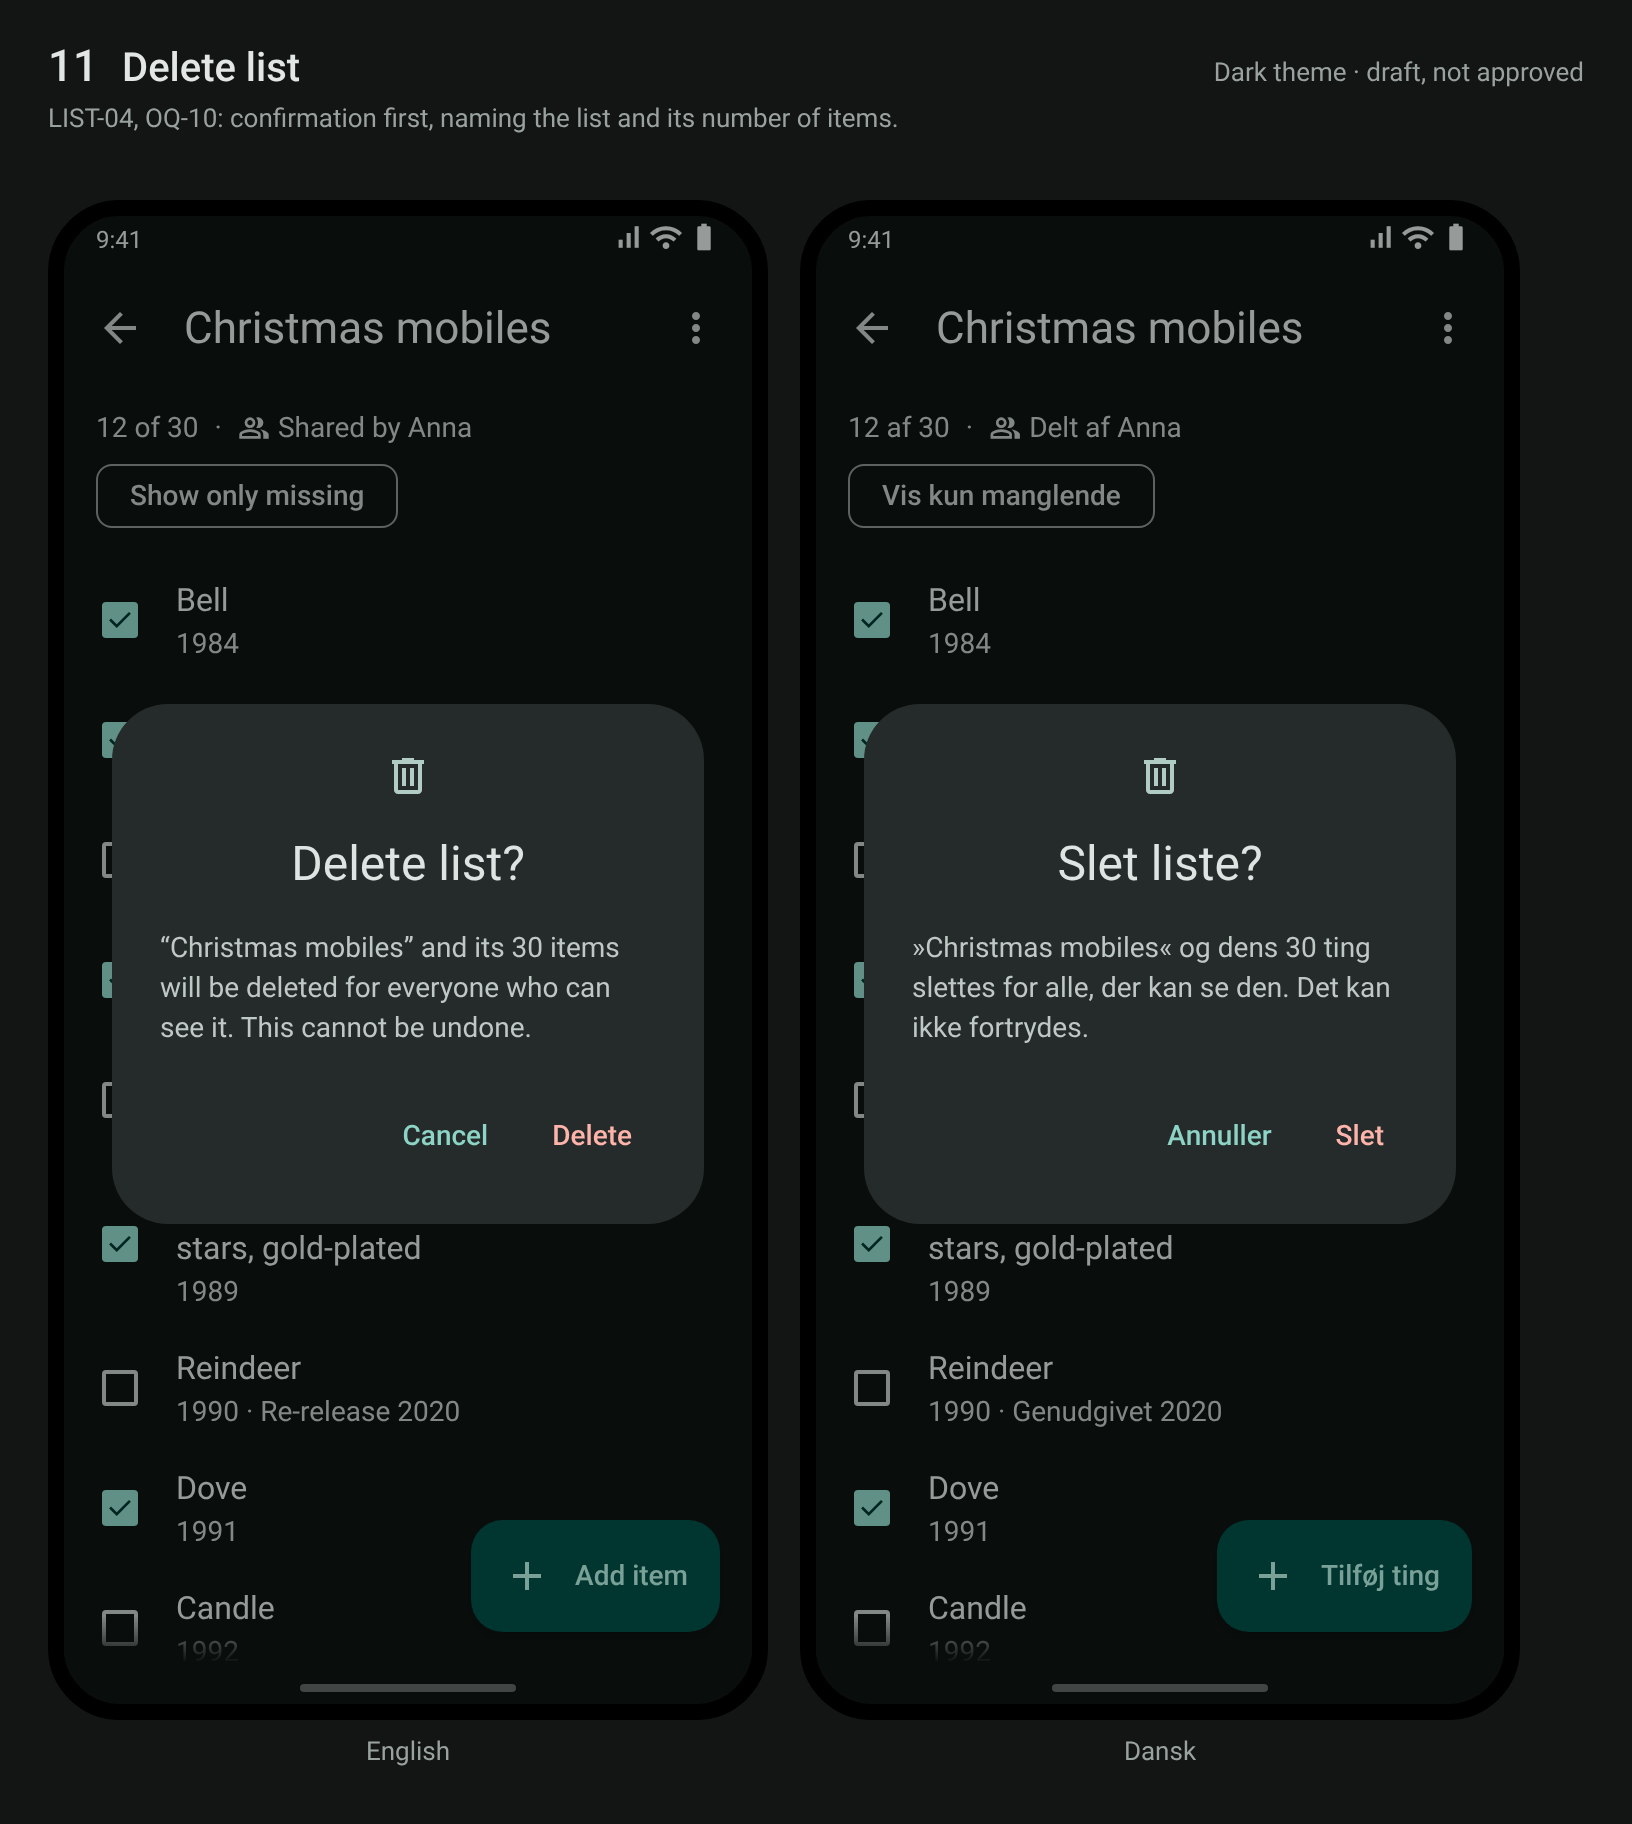 11 Delete list
Dark theme · draft, not approved
LIST-04, OQ-10: confirmation first, naming the list and its number of items.
9:41
Christmas mobiles
12 of 30 · Shared by Anna
Show only missing
Bell
1984
Delete list?
“Christmas mobiles” and its 30 items
will be deleted for everyone who can
see it. This cannot be undone.
Cancel Delete
stars, gold-plated
1989
Reindeer
1990 · Re-release 2020
Dove
1991
Add item
Candle
1992
English
9:41
Christmas mobiles
12 af 30 · Delt af Anna
Vis kun manglende
Bell
1984
Slet liste?
»Christmas mobiles« og dens 30 ting
slettes for alle, der kan se den. Det kan
ikke fortrydes.
Annuller Slet
stars, gold-plated
1989
Reindeer
1990 · Genudgivet 2020
Dove
1991
Tilføj ting
Candle
1992
Dansk